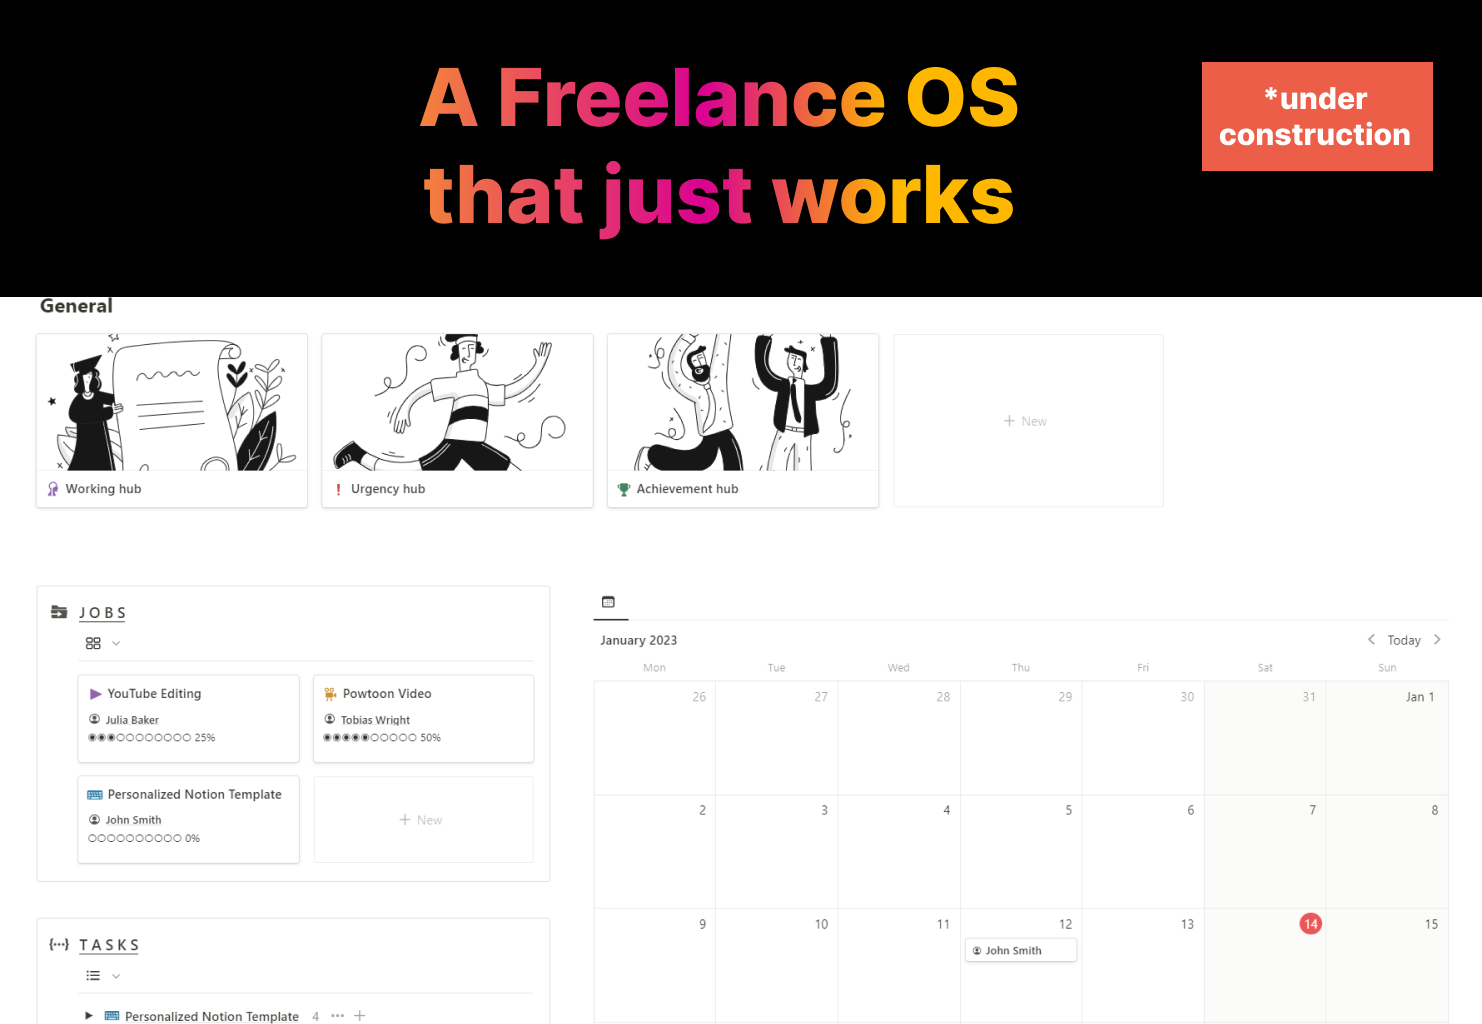 A Freelance OS
that just works
*under
construction
General
Working hub
Urgency hub
Achievement hub
+ New
JOBS
YouTube Editing
Julia Baker
◉◉◉○○○○○○○○ 25%
Powtoon Video
Tobias Wright
◉◉◉◉◉○○○○○ 50%
Personalized Notion Template
John Smith
○○○○○○○○○○ 0%
+ New
TASKS
Personalized Notion Template 4 ••• +
January 2023
Today
Mon Tue Wed Thu Fri Sat Sun
26 27 28 29 30 31 Jan 1
2 3 4 5 6 7 8
9 10 11 12 13 14 15
John Smith